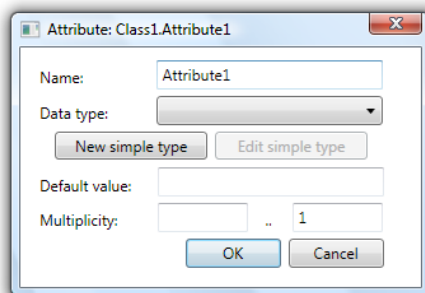 Attribute: Class1.Attribute1
Name: Attribute1
Data type:
New simple type Edit simple type
Default value:
Multiplicity: .. 1
OK Cancel